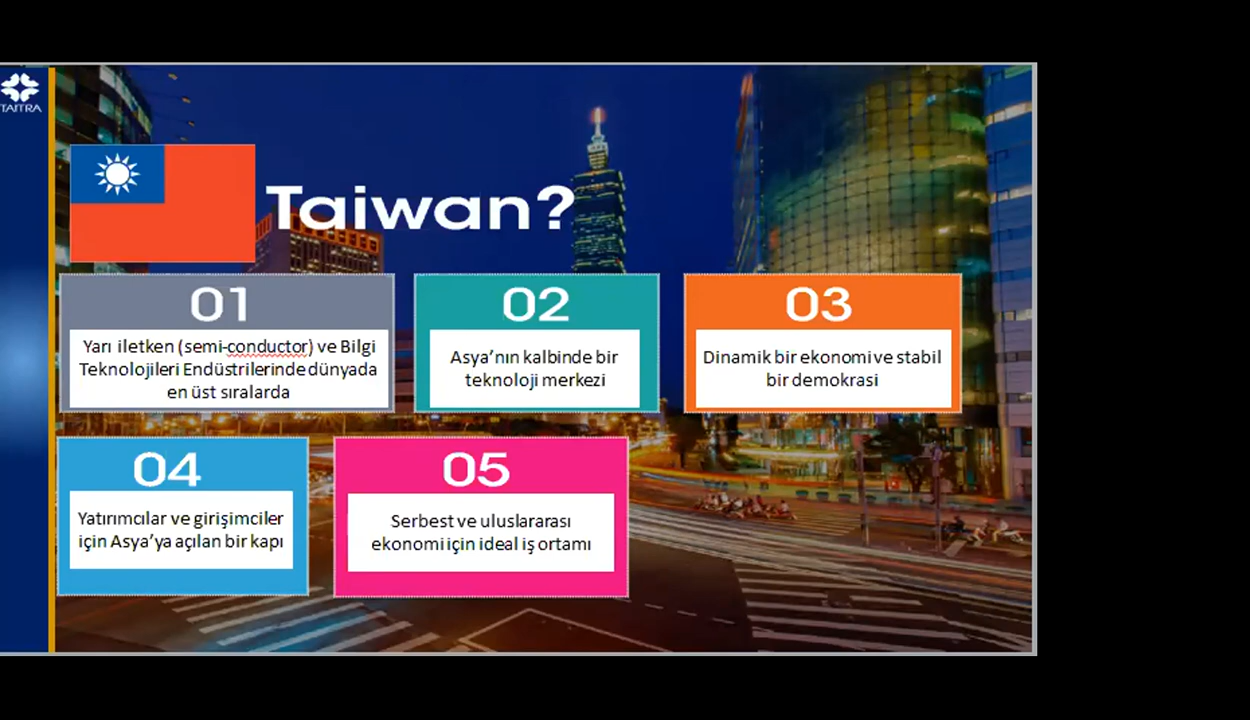 TAITRA
Taiwan?
01
Yarı iletken (semi-conductor) ve Bilgi
Teknolojileri Endüstrilerinde dünyada
en üst sıralarda
02
Asya’nın kalbinde bir
teknoloji merkezi
03
Dinamik bir ekonomi ve stabil
bir demokrasi
04
Yatırımcılar ve girişimciler
için Asya’ya açılan bir kapı
05
Serbest ve uluslararası
ekonomi için ideal iş ortamı